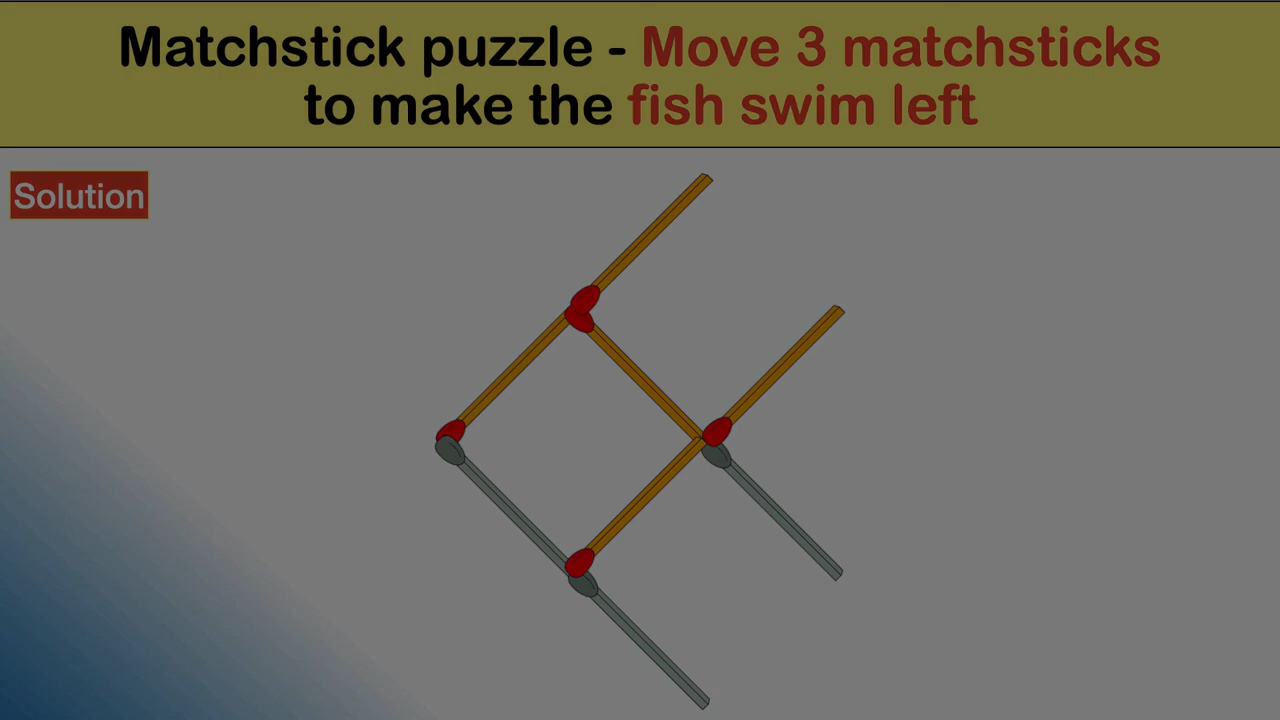 Matchstick puzzle - Move 3 matchsticks
to make the fish swim left
Solution